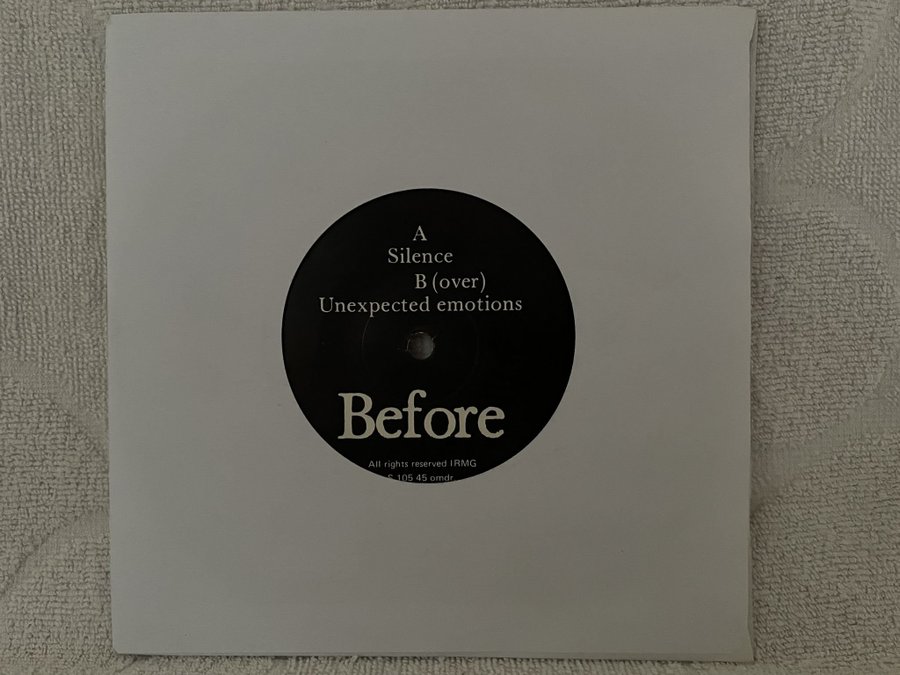 A
Silence
B (over)
Unexpected emotions
Before
All rights reserved IRMG
S 105 45 omdr